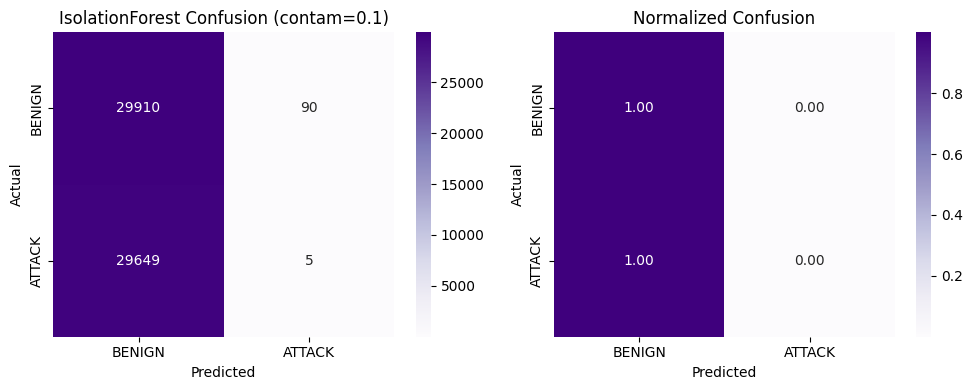 IsolationForest Confusion (contam=0.1)
BENIGN
ATTACK
Actual
29910
90
29649
5
BENIGN
ATTACK
Predicted
25000
20000
15000
10000
5000
Normalized Confusion
BENIGN
ATTACK
Actual
1.00
0.00
1.00
0.00
BENIGN
ATTACK
Predicted
0.8
0.6
0.4
0.2